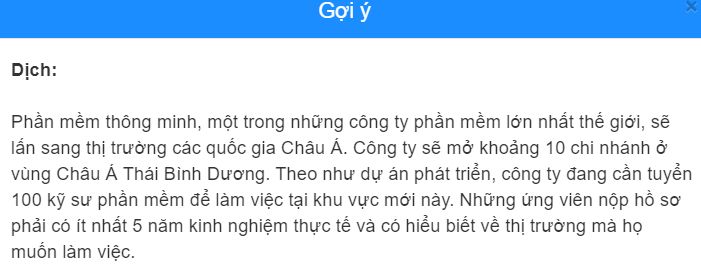 Gợi ý
Dịch:
Phần mềm thông minh, một trong những công ty phần mềm lớn nhất thế giới, sẽ
lấn sang thị trường các quốc gia Châu Á. Công ty sẽ mở khoảng 10 chi nhánh ở
vùng Châu Á Thái Bình Dương. Theo như dự án phát triển, công ty đang cần tuyển
100 kỹ sư phần mềm để làm việc tại khu vực mới này. Những ứng viên nộp hồ sơ
phải có ít nhất 5 năm kinh nghiệm thực tế và có hiểu biết về thị trường mà họ
muốn làm việc.